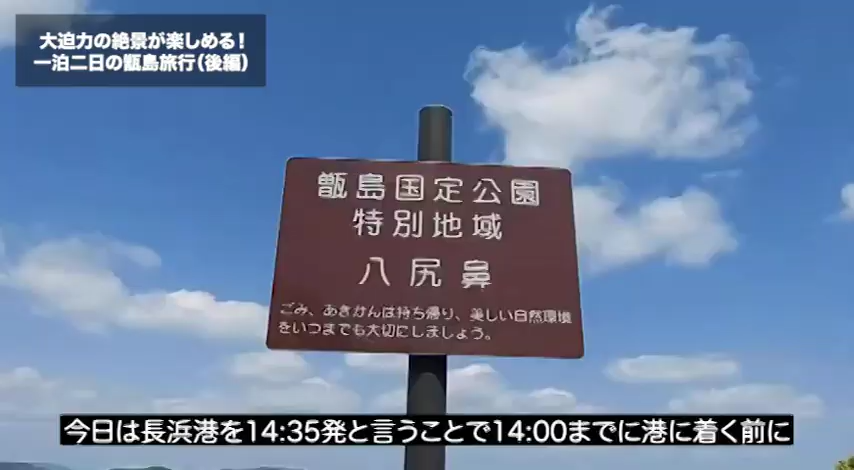 大迫力の絶景が楽しめる！
一泊二日の甑島旅行（後編）
甑島国定公園
特別地域
八尻鼻
ごみ、あきかんは持ち帰り、美しい自然環境
をいつまでも大切にしましょう。
今日は長浜港を14:35発と言うことで14:00までに港に着く前に